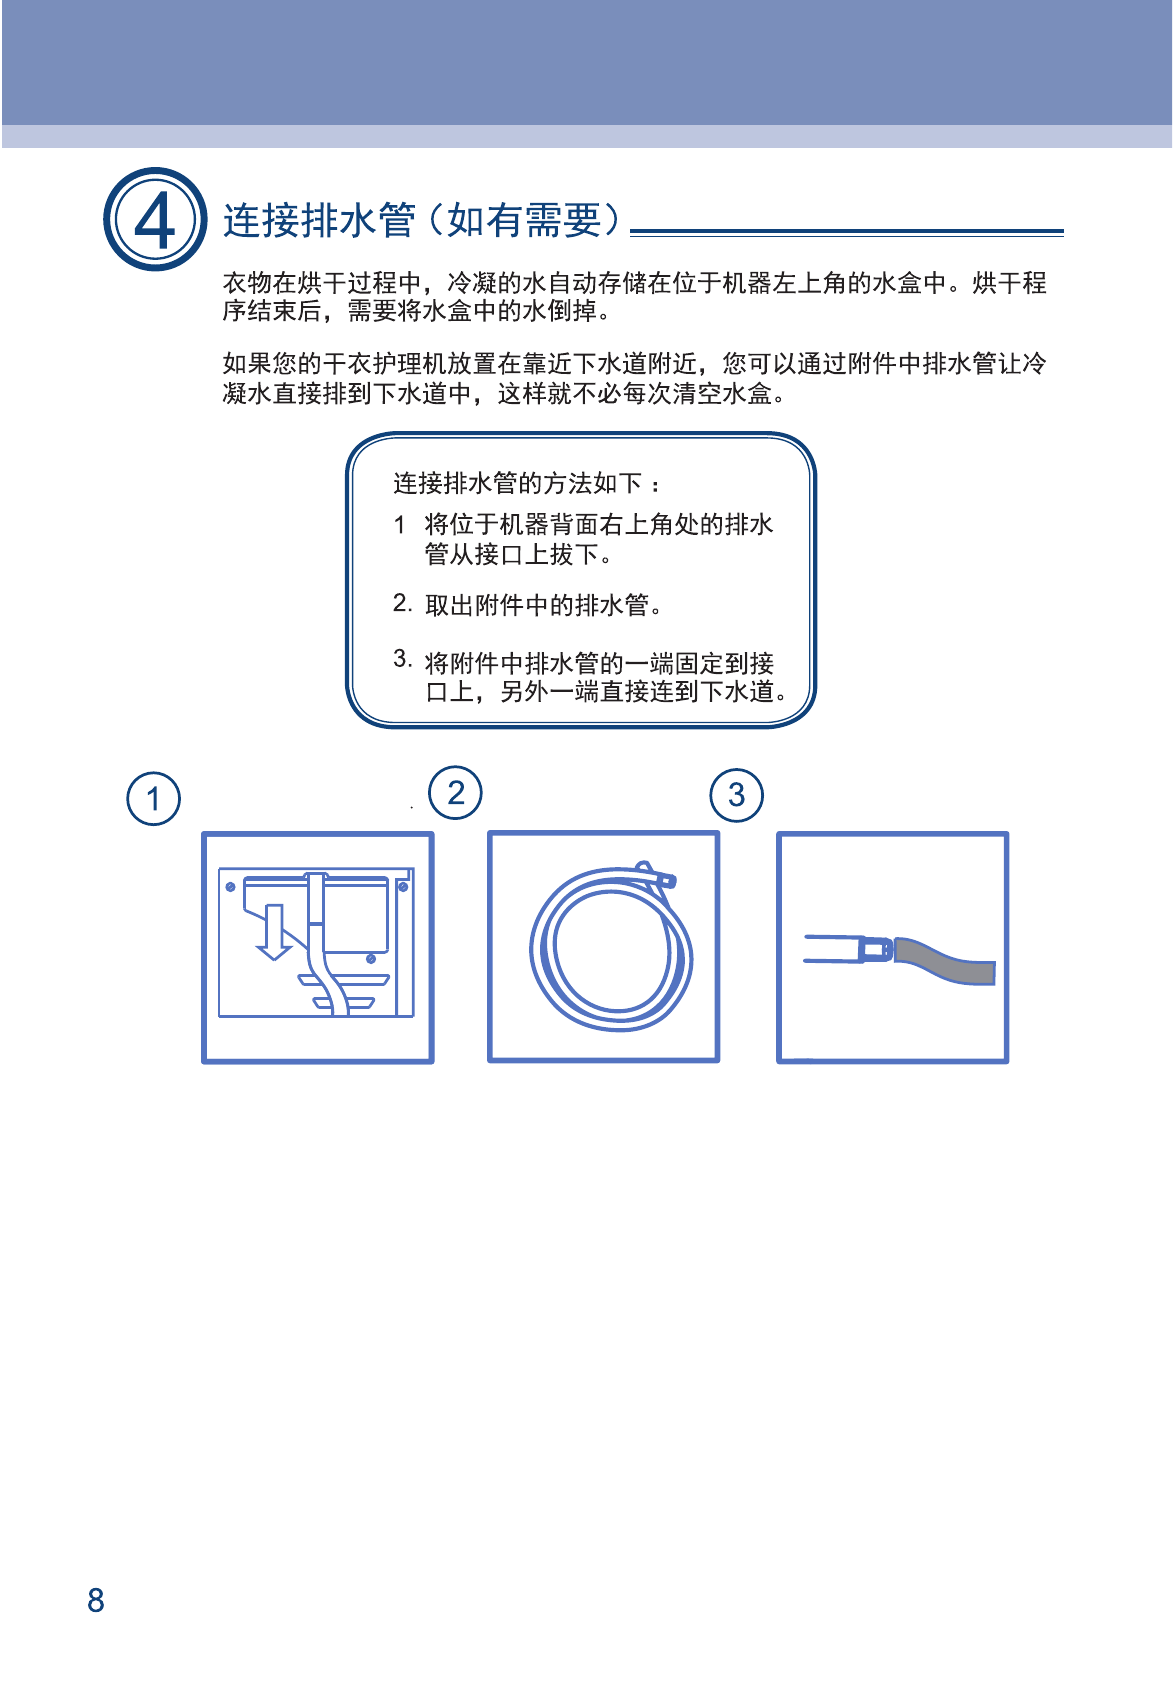 4
连接排水管（如有需要）
衣物在烘干过程中，冷凝的水自动存储在位于机器左上角的水盒中。烘干程
序结束后，需要将水盒中的水倒掉。
如果您的干衣护理机放置在靠近下水道附近，您可以通过附件中排水管让冷
凝水直接排到下水道中，这样就不必每次清空水盒。
连接排水管的方法如下：
1 将位于机器背面右上角处的排水
管从接口上拔下。
2. 取出附件中的排水管。
3. 将附件中排水管的一端固定到接
口上，另外一端直接连到下水道。
1
2
3
8